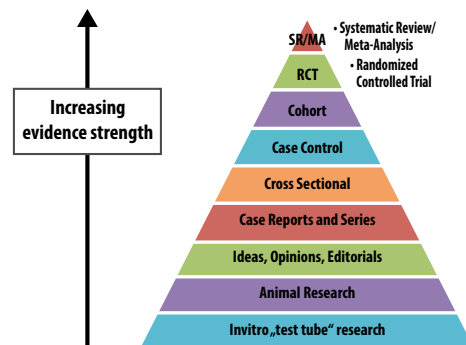 SR/MA
• Systematic Review/
Meta-Analysis
RCT
• Randomized
Controlled Trial
Increasing
evidence strength
Cohort
Case Control
Cross Sectional
Case Reports and Series
Ideas, Opinions, Editorials
Animal Research
Invitro „test tube“ research